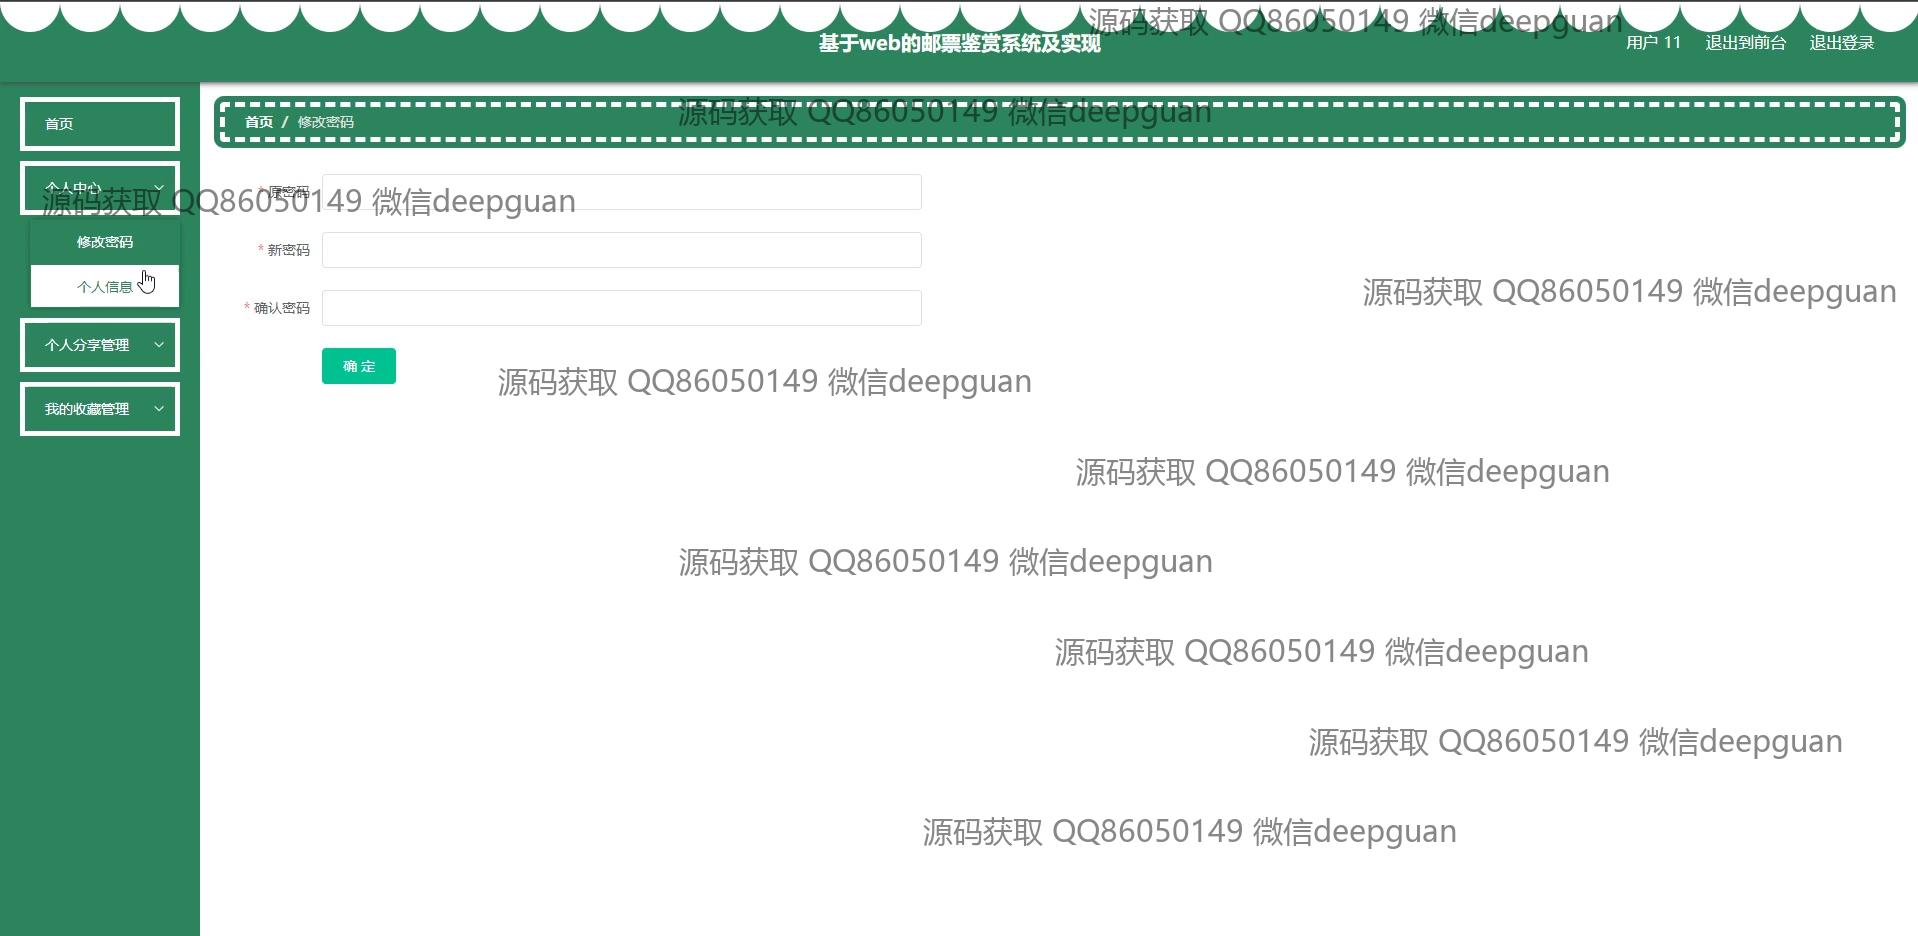 源码获取 QQ86050149 微信deepguan
基于web的邮票鉴赏系统及实现
用户 11 退出到前台 退出登录
首页
源码获取 QQ86050149 微信deepguan
首页 / 修改密码
个人中心
* 原密码
源码获取 QQ86050149 微信deepguan
修改密码
* 新密码
个人信息
源码获取 QQ86050149 微信deepguan
* 确认密码
个人分享管理
确 定
源码获取 QQ86050149 微信deepguan
我的收藏管理
源码获取 QQ86050149 微信deepguan
源码获取 QQ86050149 微信deepguan
源码获取 QQ86050149 微信deepguan
源码获取 QQ86050149 微信deepguan
源码获取 QQ86050149 微信deepguan